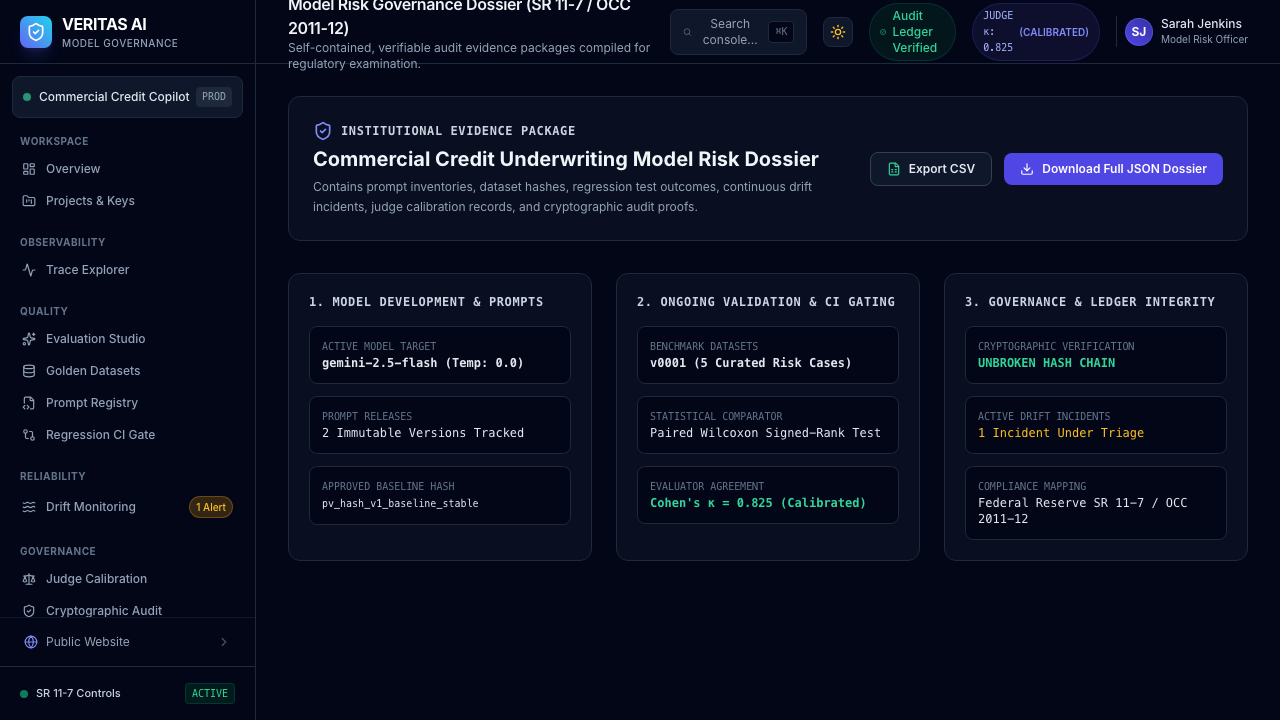 VERITAS AI
MODEL GOVERNANCE
Commercial Credit Copilot PROD
WORKSPACE
Overview
Projects & Keys
OBSERVABILITY
Trace Explorer
QUALITY
Evaluation Studio
Golden Datasets
Prompt Registry
Regression CI Gate
RELIABILITY
Drift Monitoring 1 Alert
GOVERNANCE
Judge Calibration
Cryptographic Audit
Public Website
SR 11-7 Controls ACTIVE
Model Risk Governance Dossier (SR 11-7 / OCC
2011-12)
Self-contained, verifiable audit evidence packages compiled for
regulatory examination.
Search
console...
⌘K
Audit
Ledger
Verified
JUDGE
κ:
0.825
(CALIBRATED)
SJ
Sarah Jenkins
Model Risk Officer
INSTITUTIONAL EVIDENCE PACKAGE
Commercial Credit Underwriting Model Risk Dossier
Contains prompt inventories, dataset hashes, regression test outcomes, continuous drift
incidents, judge calibration records, and cryptographic audit proofs.
Export CSV
Download Full JSON Dossier
1. MODEL DEVELOPMENT & PROMPTS
ACTIVE MODEL TARGET
gemini-2.5-flash (Temp: 0.0)
PROMPT RELEASES
2 Immutable Versions Tracked
APPROVED BASELINE HASH
pv_hash_v1_baseline_stable
2. ONGOING VALIDATION & CI GATING
BENCHMARK DATASETS
v0001 (5 Curated Risk Cases)
STATISTICAL COMPARATOR
Paired Wilcoxon Signed-Rank Test
EVALUATOR AGREEMENT
Cohen's κ = 0.825 (Calibrated)
3. GOVERNANCE & LEDGER INTEGRITY
CRYPTOGRAPHIC VERIFICATION
UNBROKEN HASH CHAIN
ACTIVE DRIFT INCIDENTS
1 Incident Under Triage
COMPLIANCE MAPPING
Federal Reserve SR 11-7 / OCC
2011-12